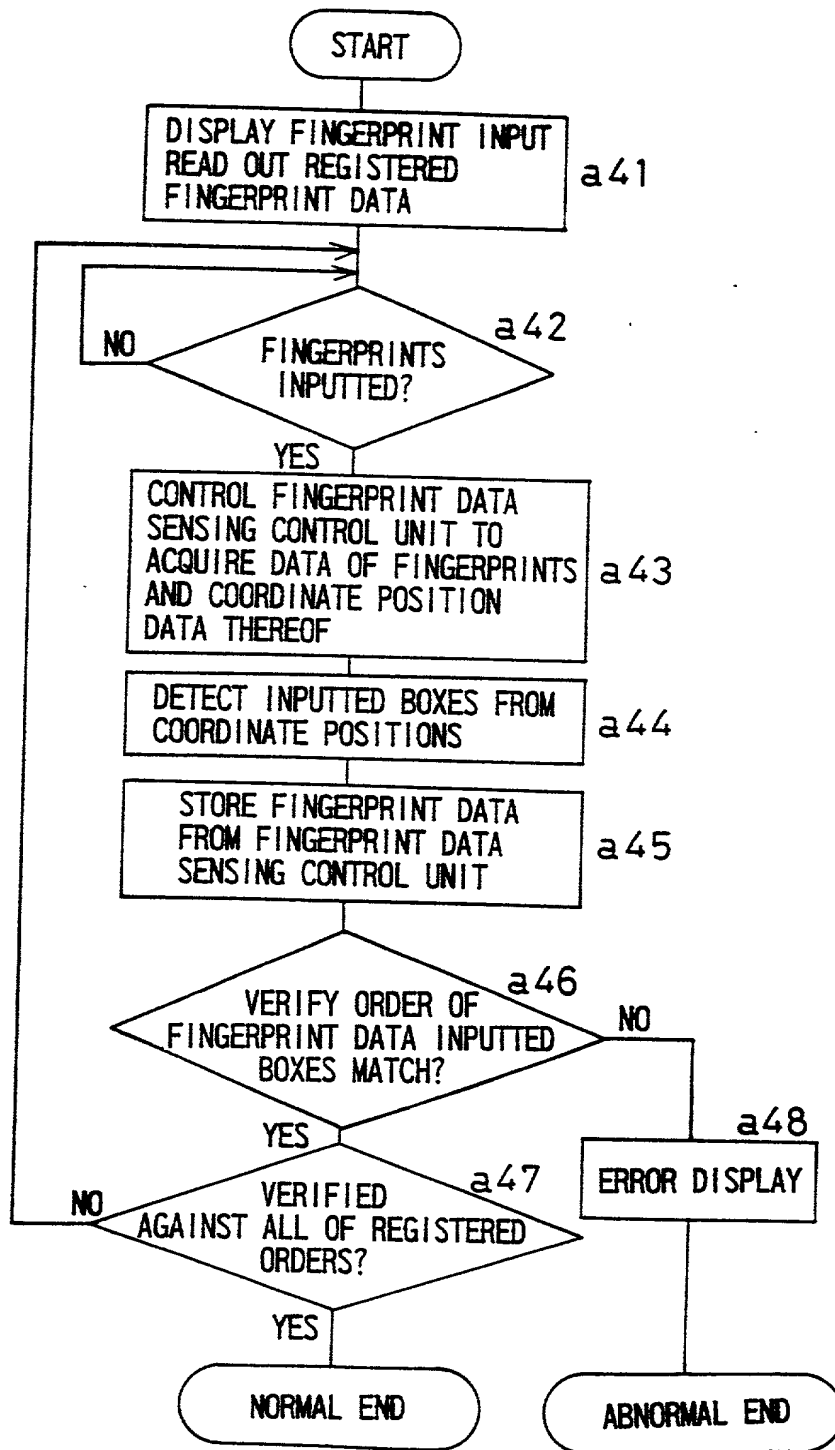 START
DISPLAY FINGERPRINT INPUT
READ OUT REGISTERED
FINGERPRINT DATA
a41
a42
NO
FINGERPRINTS
INPUTTED?
YES
CONTROL FINGERPRINT DATA
SENSING CONTROL UNIT TO
ACQUIRE DATA OF FINGERPRINTS
AND COORDINATE POSITION
DATA THEREOF
a43
DETECT INPUTTED BOXES FROM
COORDINATE POSITIONS
a44
STORE FINGERPRINT DATA
FROM FINGERPRINT DATA
SENSING CONTROL UNIT
a45
a46
VERIFY ORDER OF
FINGERPRINT DATA INPUTTED
BOXES MATCH?
NO
YES
a48
ERROR DISPLAY
a47
NO
VERIFIED
AGAINST ALL OF REGISTERED
ORDERS?
YES
NORMAL END
ABNORMAL END